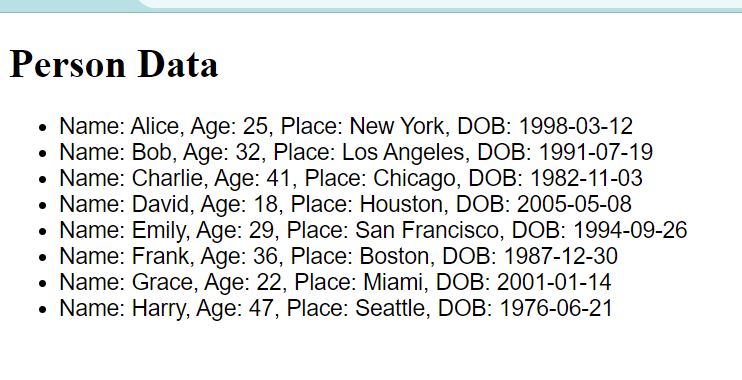 Person Data
Name: Alice, Age: 25, Place: New York, DOB: 1998-03-12
Name: Bob, Age: 32, Place: Los Angeles, DOB: 1991-07-19
Name: Charlie, Age: 41, Place: Chicago, DOB: 1982-11-03
Name: David, Age: 18, Place: Houston, DOB: 2005-05-08
Name: Emily, Age: 29, Place: San Francisco, DOB: 1994-09-26
Name: Frank, Age: 36, Place: Boston, DOB: 1987-12-30
Name: Grace, Age: 22, Place: Miami, DOB: 2001-01-14
Name: Harry, Age: 47, Place: Seattle, DOB: 1976-06-21